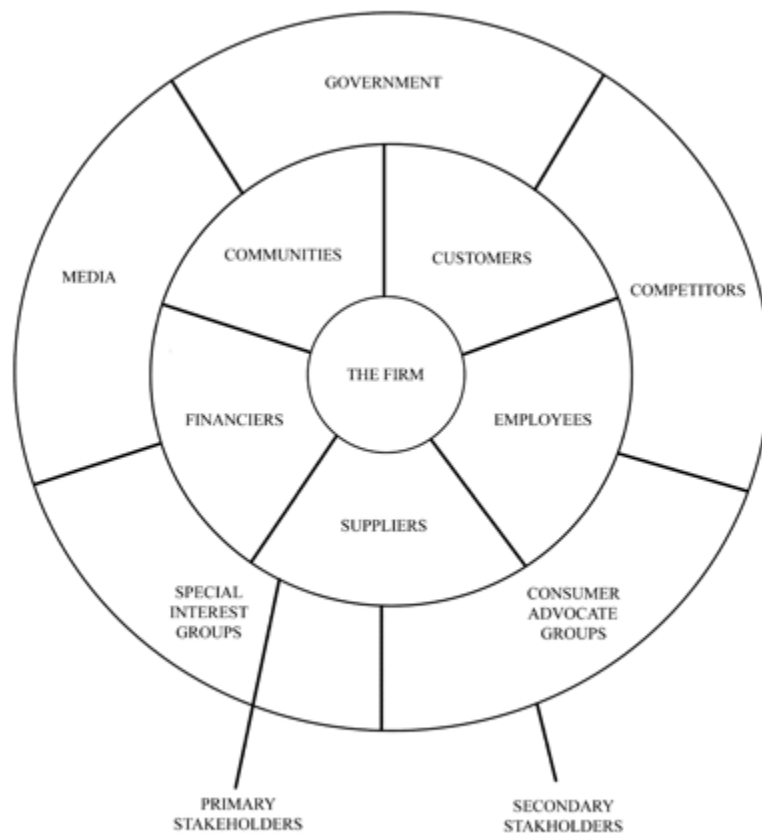 GOVERNMENT
COMMUNITIES
CUSTOMERS
MEDIA
COMPETITORS
THE FIRM
FINANCIERS
EMPLOYEES
SUPPLIERS
SPECIAL
INTEREST
GROUPS
CONSUMER
ADVOCATE
GROUPS
PRIMARY
STAKEHOLDERS
SECONDARY
STAKHOLDERS